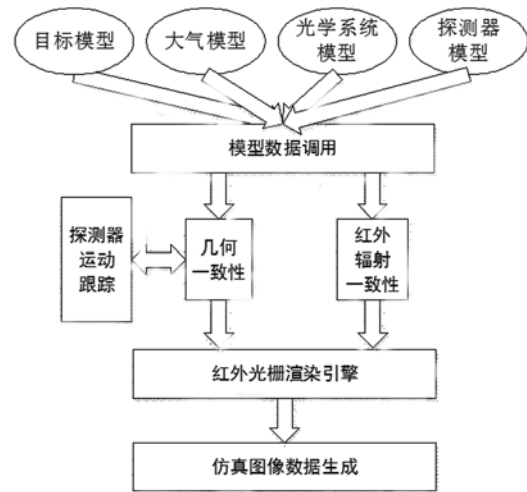 目标模型
大气模型
光学系统
模型
探测器
模型
模型数据调用
探测器
运动
跟踪
几何
一致性
红外
辐射
一致性
红外光栅渲染引擎
仿真图像数据生成